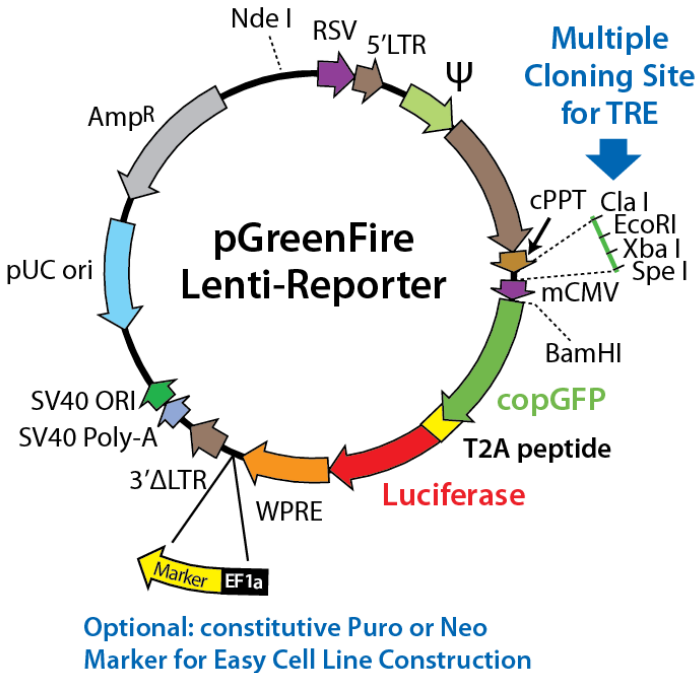 Nde I
RSV
5'LTR
Ψ
Multiple
Cloning Site
for TRE
AmpR
cPPT
Cla I
EcoRI
Xba I
Spe I
pGreenFire
Lenti-Reporter
pUC ori
mCMV
BamHI
copGFP
SV40 ORI
SV40 Poly-A
T2A peptide
3'ΔLTR
WPRE
Luciferase
Marker
EF1a
Optional: constitutive Puro or Neo
Marker for Easy Cell Line Construction